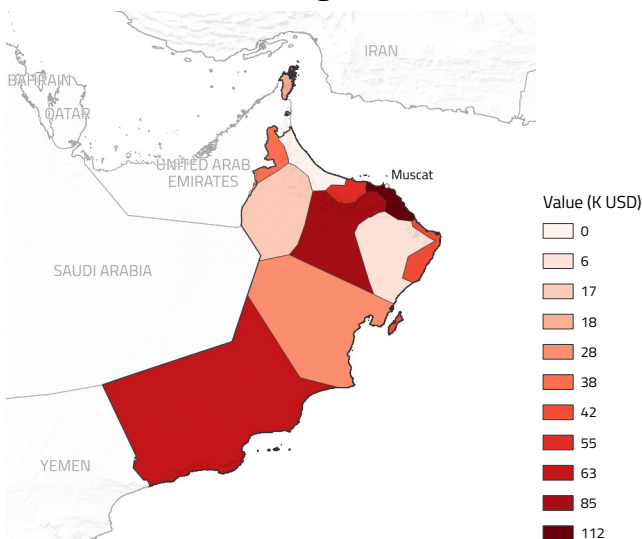 IRAN
BAHRAIN
QATAR
UNITED ARAB
EMIRATES
Muscat
SAUDI ARABIA
YEMEN
Value (K USD)
0
6
17
18
28
38
42
55
63
85
112